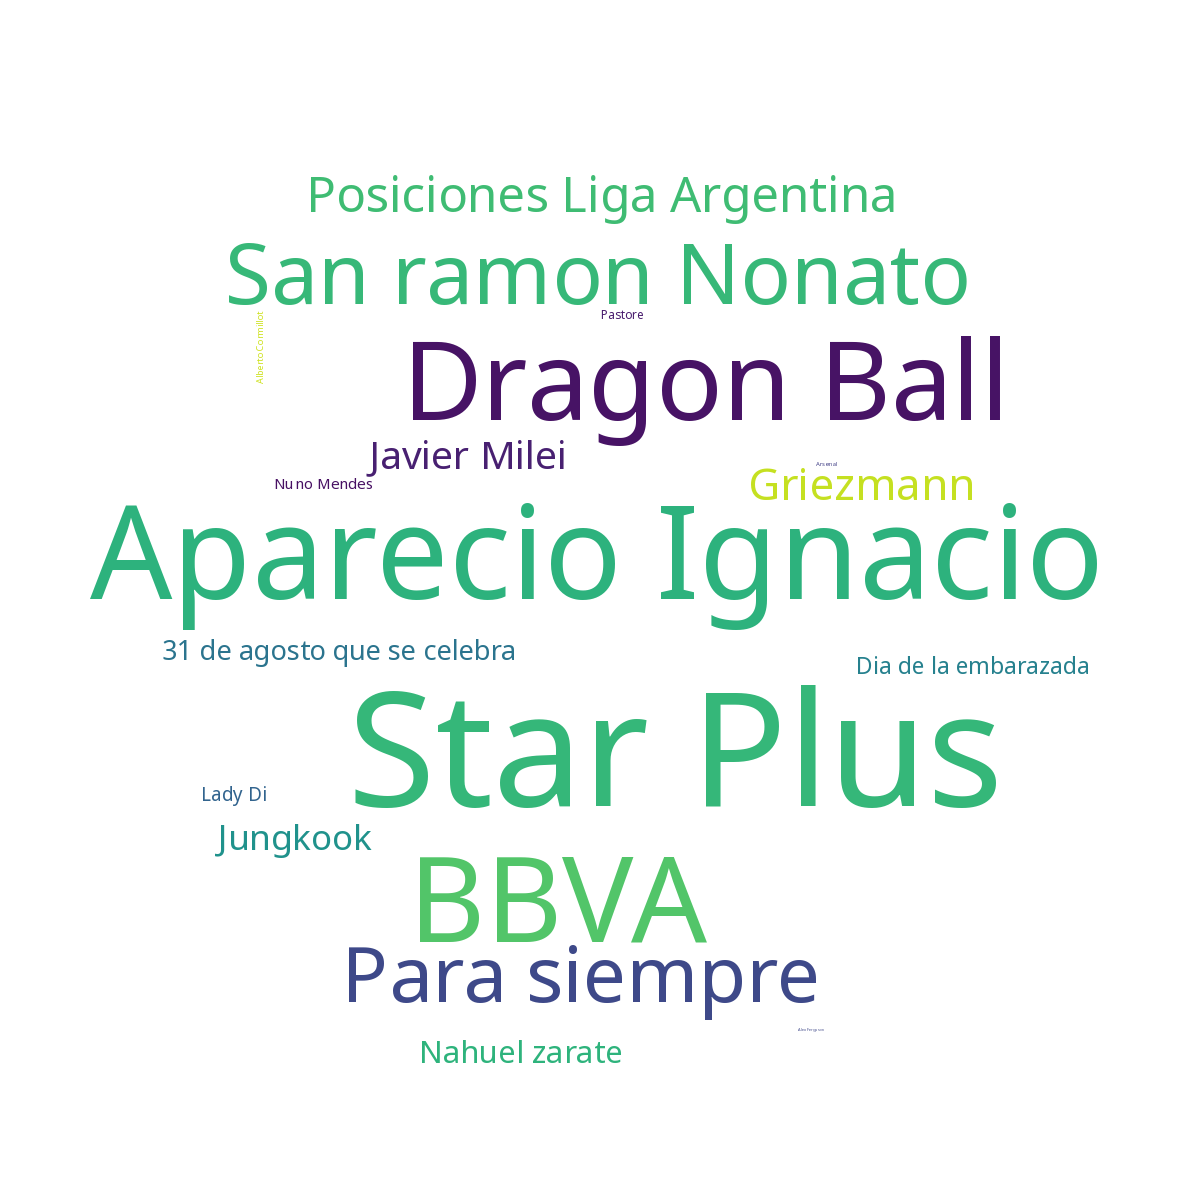 Posiciones Liga Argentina
San ramon Nonato
Pastore
Alberto Cormillot
Dragon Ball
Javier Milei
Arsenal
Griezmann
Nuno Mendes
Aparecio Ignacio
31 de agosto que se celebra
Dia de la embarazada
Star Plus
Lady Di
Jungkook
BBVA
Para siempre
Alex Ferguson
Nahuel zarate